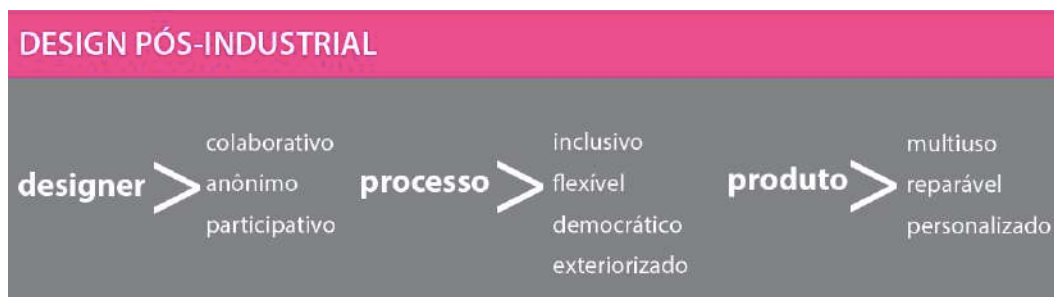 DESIGN PÓS-INDUSTRIAL
designer > colaborativo
anônimo
participativo
processo > inclusivo
flexível
democrático
exteriorizado
produto > multiuso
reparável
personalizado